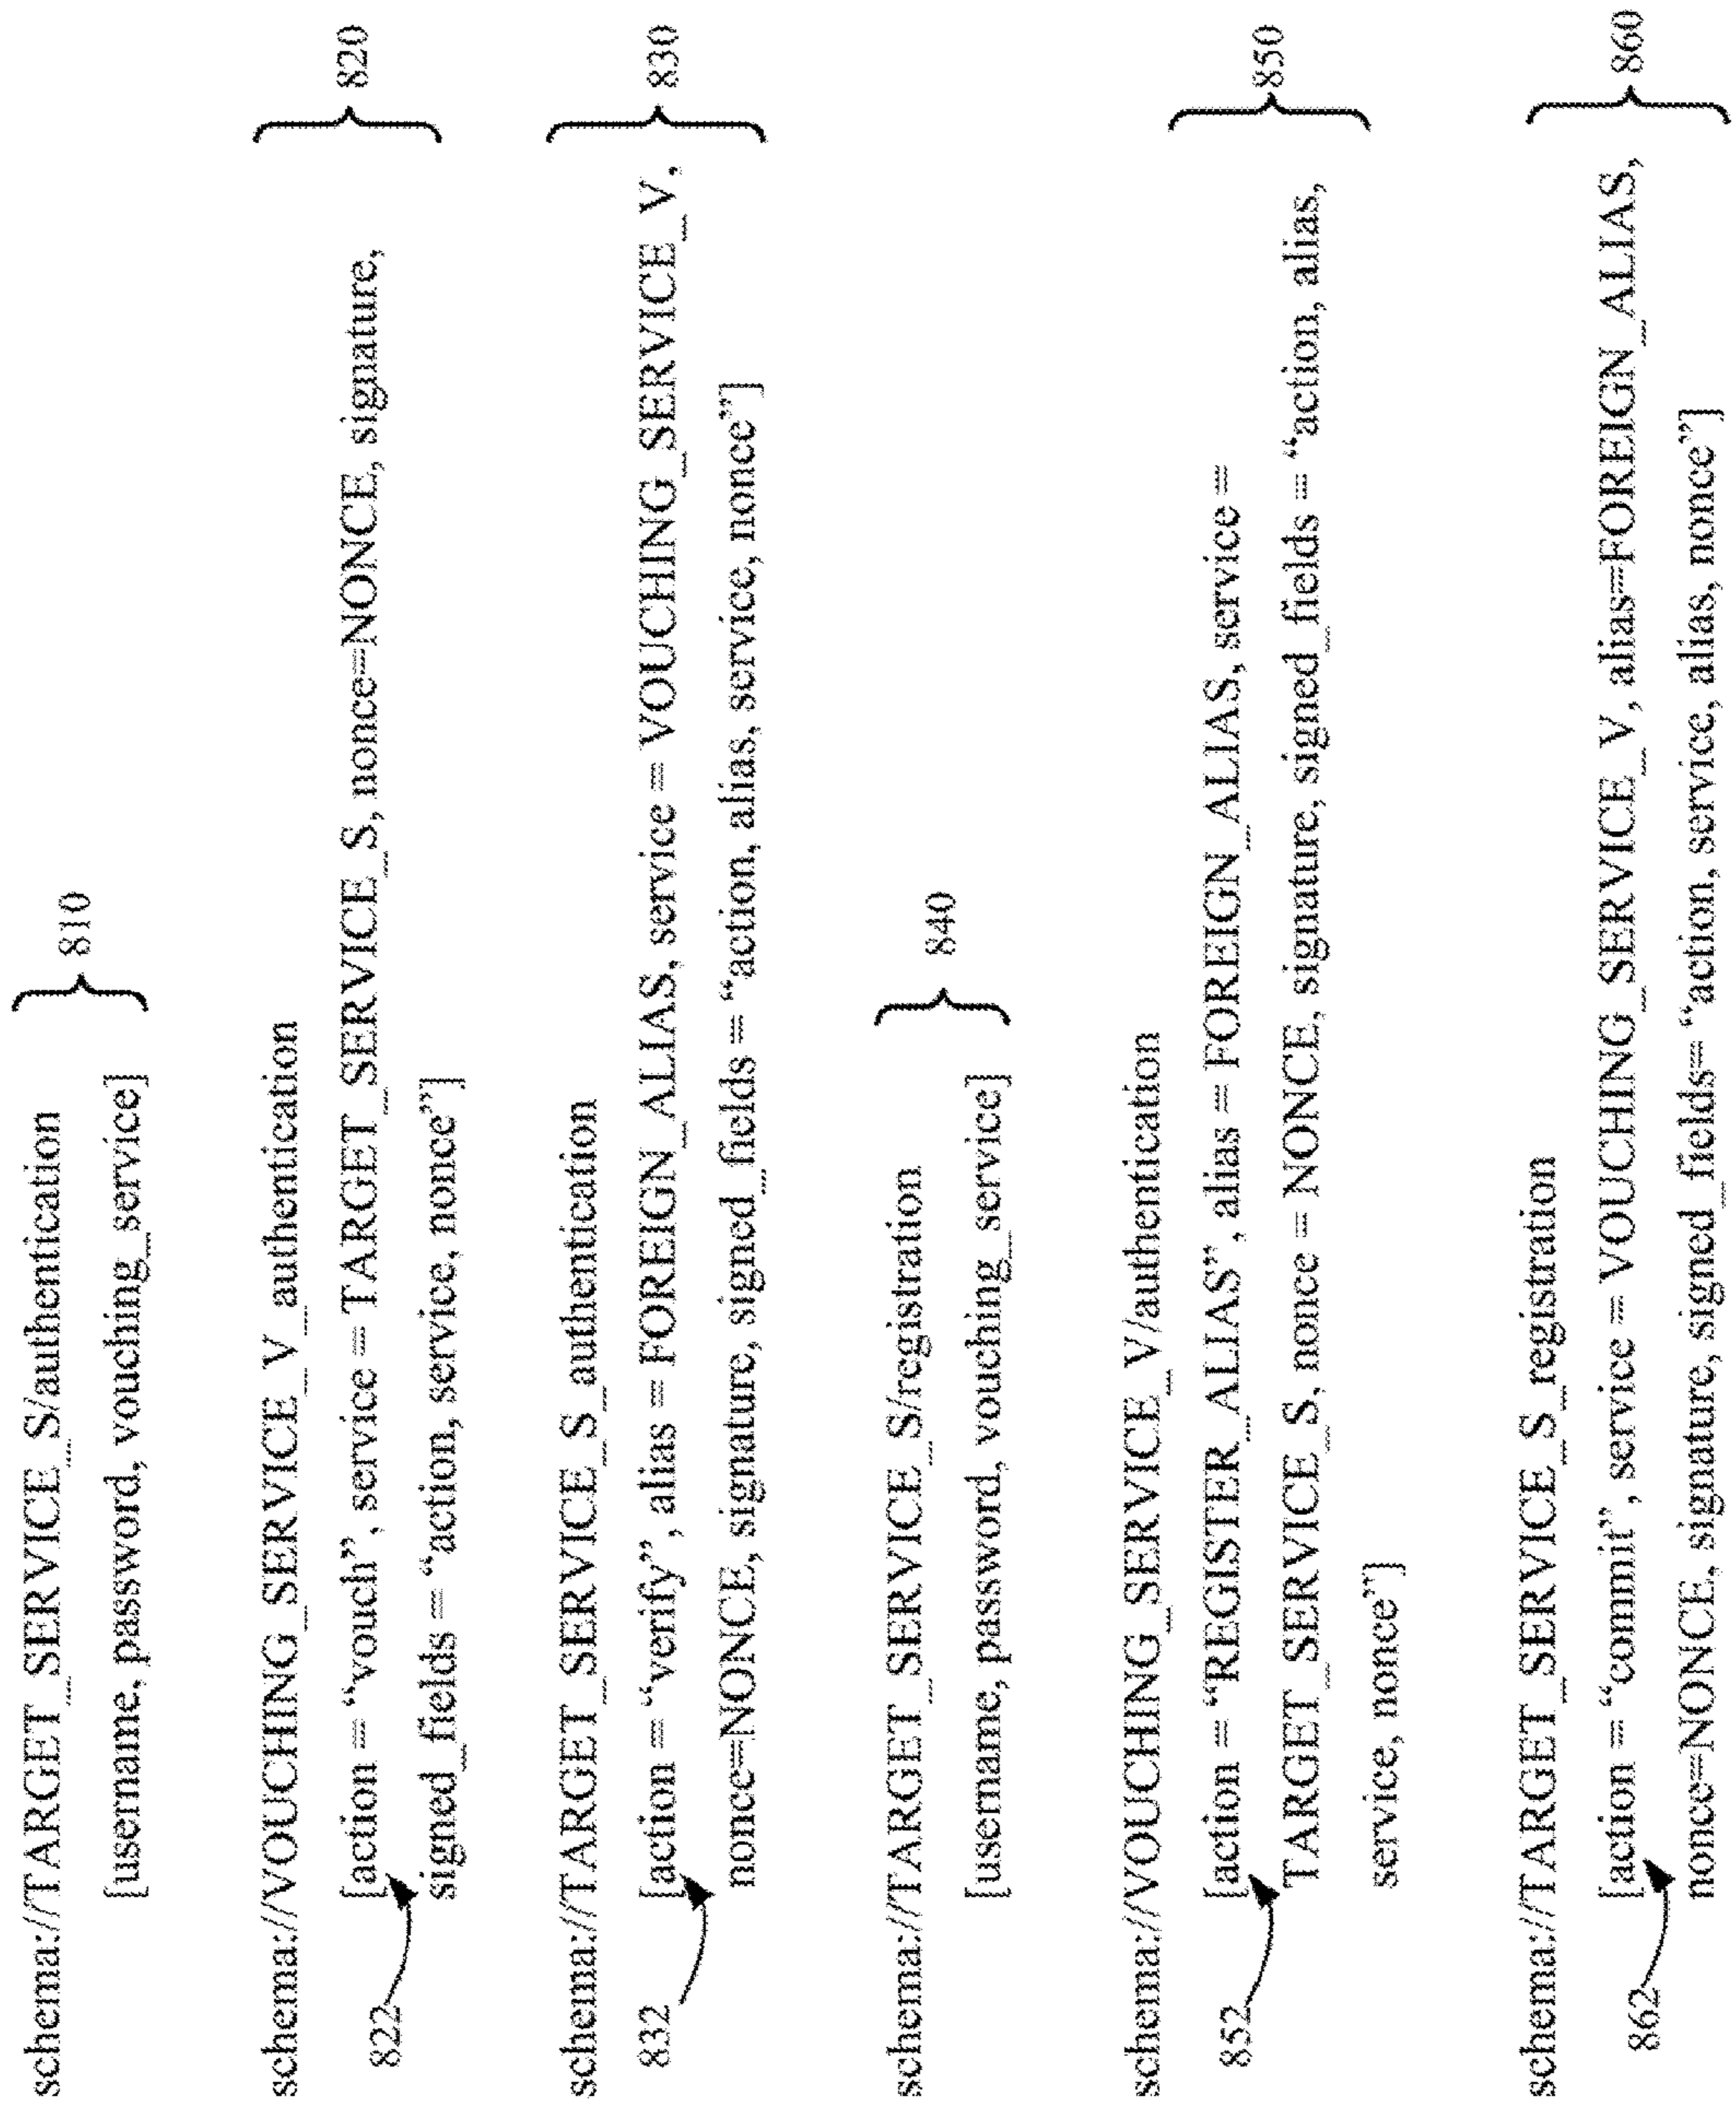 schema://TARGET_SERVICE_S/authentication
[username, password, vouching_service]
810
schema://VOUCHING_SERVICE_V_authentication
[action = “vouch”, service = TARGET_SERVICE_S, nonce=NONCE, signature,
signed_fields = “action, service, nonce”]
820
822
schema://TARGET_SERVICE_S_authentication
[action = “verify”, alias = FOREIGN_ALIAS, service = VOUCHING_SERVICE_V,
nonce=NONCE, signature, signed_fields = “action, alias, service, nonce”]
830
832
schema://TARGET_SERVICE_S/registration
[username, password, vouching_service]
840
schema://VOUCHING_SERVICE_V/authentication
[action = “REGISTER_ALIAS”, alias = FOREIGN_ALIAS, service =
TARGET_SERVICE_S, nonce = NONCE, signature, signed_fields = “action, alias,
service, nonce”]
850
852
schema://TARGET_SERVICE_S_registration
[action = “commit”, service = VOUCHING_SERVICE_V, alias=FOREIGN_ALIAS,
nonce=NONCE, signature, signed_fields= “action, service, alias, nonce”]
860
862